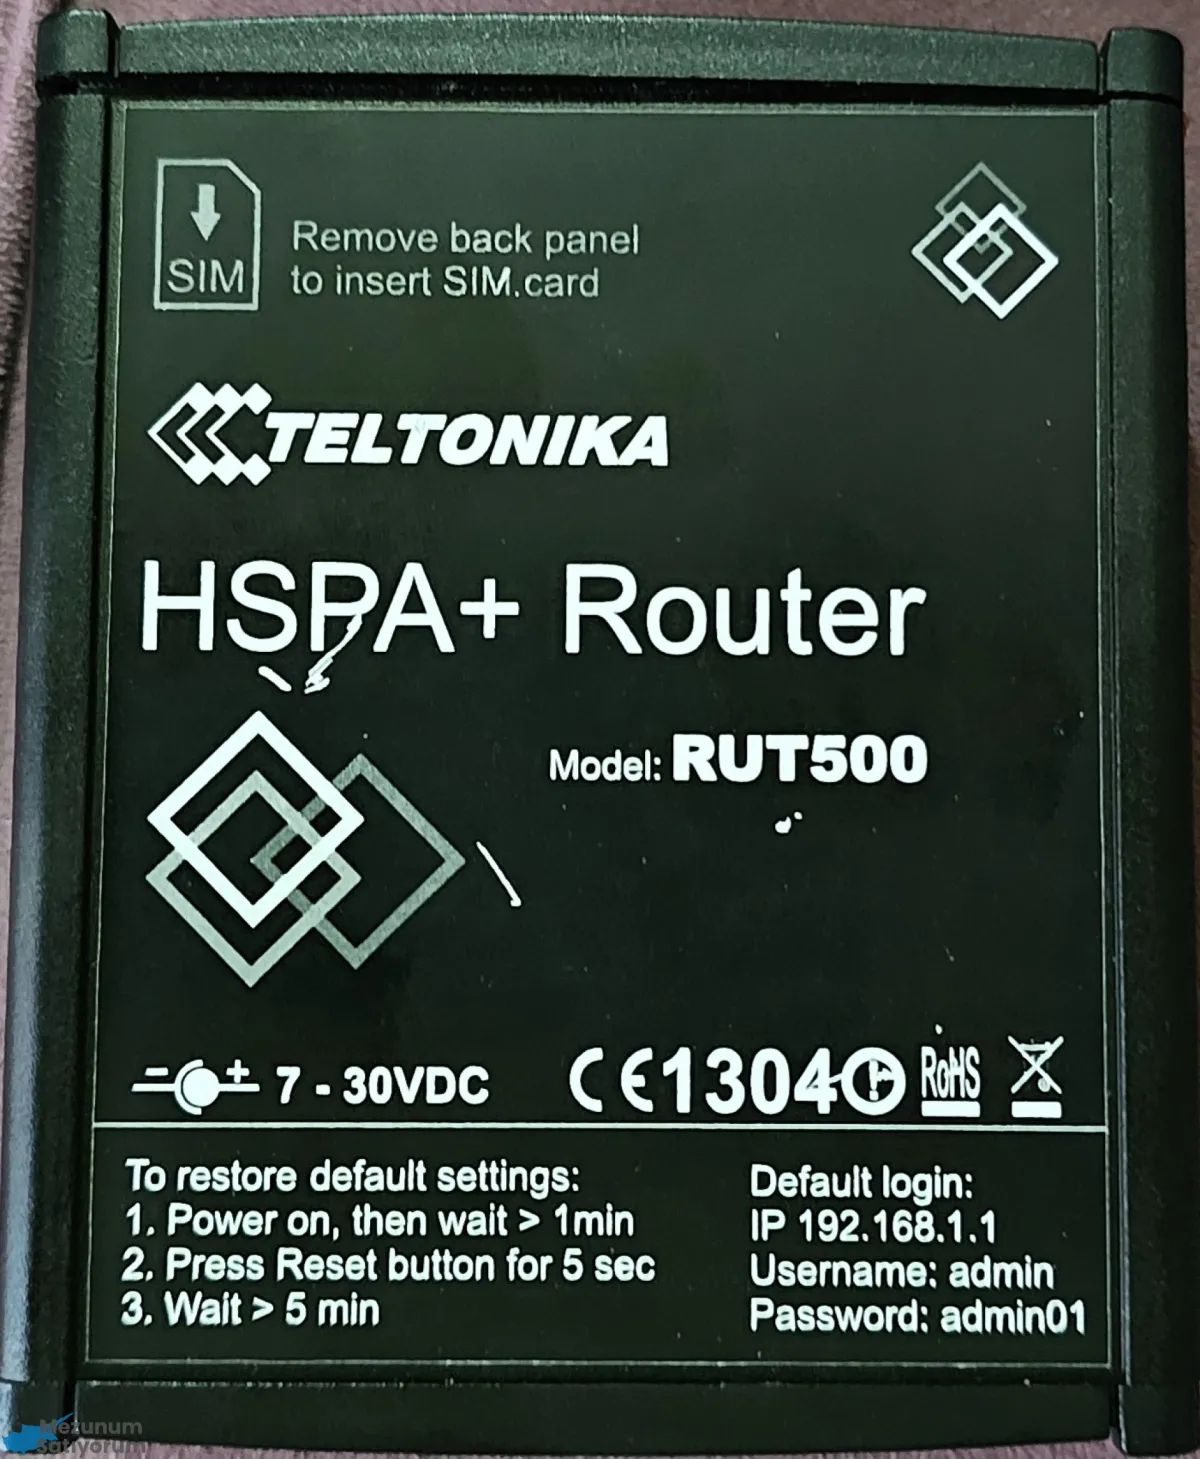 SIM
Remove back panel
to insert SIM.card
TELTONIKA
HSPA+ Router
Model: RUT500
- + 7 - 30VDC
CE1304 RoHS
To restore default settings:
1. Power on, then wait > 1min
2. Press Reset button for 5 sec
3. Wait > 5 min
Default login:
IP 192.168.1.1
Username: admin
Password: admin01
Mezunum
Satıyorum